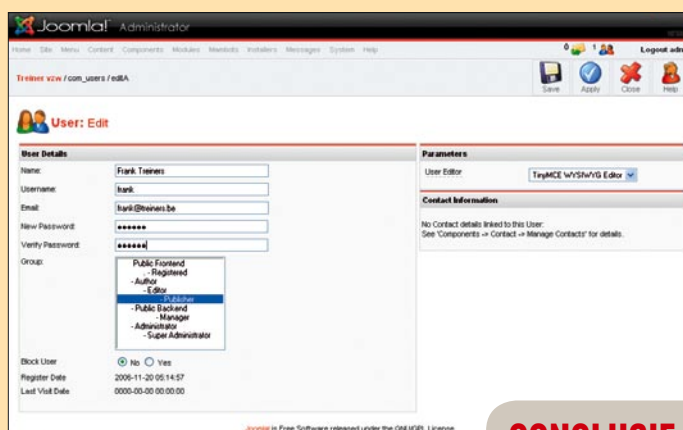 Joomla! Administrator
Home Site Menu Content Components Modules Mambots Installers Messages System Help
0 1 Logout adm
Treiner vzw / com_users / editA
Save Apply Close Help
User: Edit
User Details
Name: Frank Treiners
Username: frank
Email: frank@treiners.be
New Password: ●●●●●●
Verify Password: ●●●●●●
Group: Public Frontend
- Registered
- Author
- Editor
- Publisher
- Public Backend
- Manager
- Administrator
- Super Administrator
Block User No Yes
Register Date 2006-11-20 05:14:57
Last Visit Date 0000-00-00 00:00:00
Parameters
User Editor TinyMCE WYSIWYG Editor
Contact Information
No Contact details linked to this User:
See 'Components -> Contact -> Manage Contacts' for details.
Joomla! is Free Software released under the GNU/GPL License.
CONCLUSIE